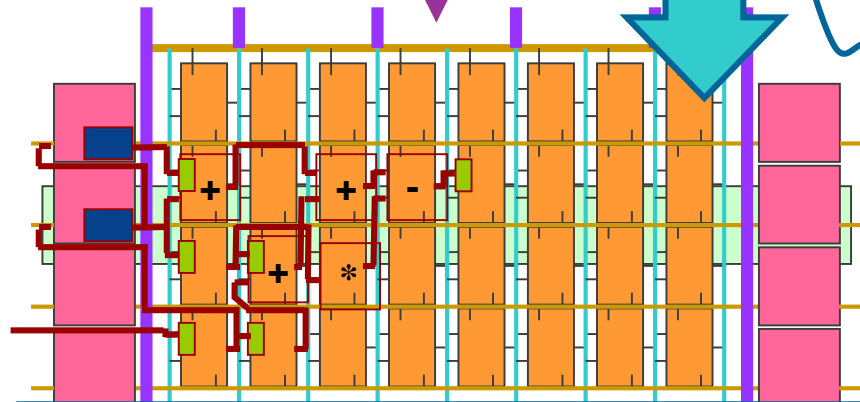 + + -
+ *